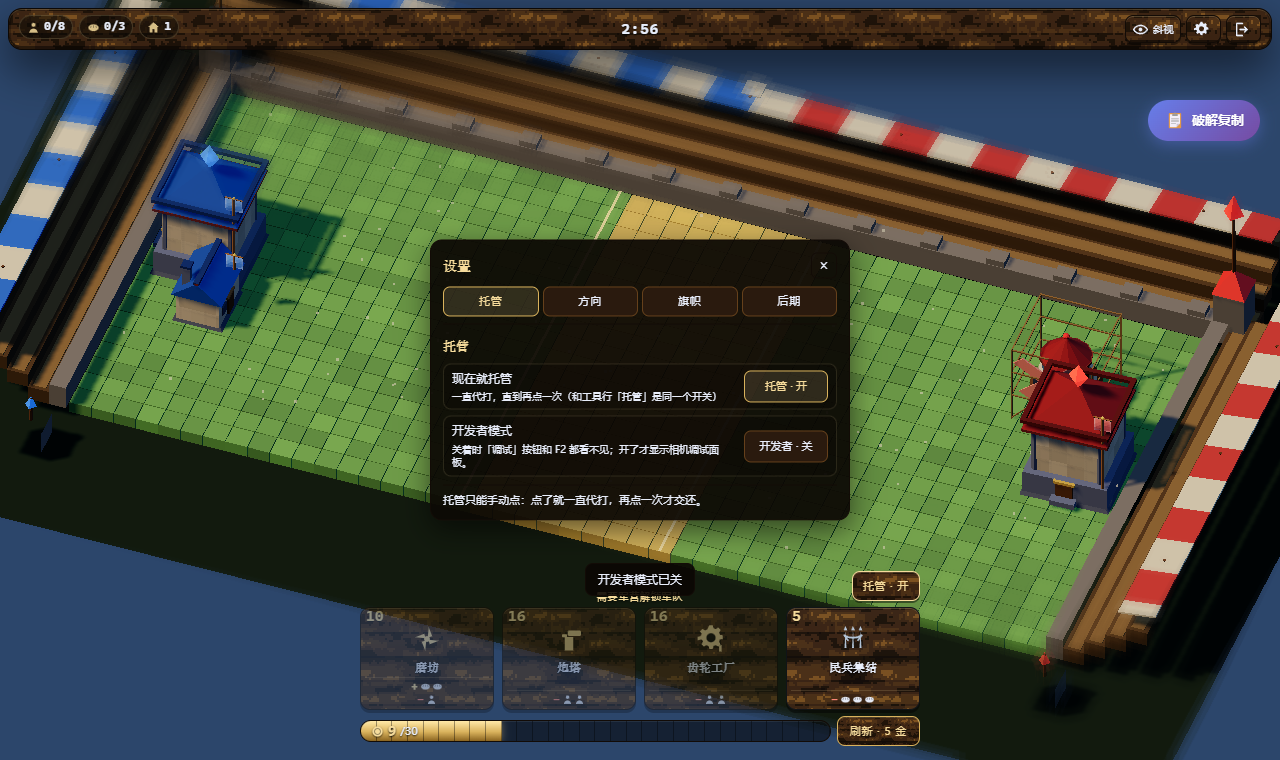 0/8
0/3
1
2:56
斜视
破解复制
设置
×
托管
方向
旗帜
后期
托管
现在就托管
一直代打，直到再点一次（和工具行「托管」是同一个开关）
托管 · 开
开发者模式
关着时「调试」按钮和 F2 都看不见；开了才显示相机调试面板。
开发者 · 关
托管只能手动点：点了就一直代打，再点一次才交还。
开发者模式已关
托管 · 开
10
磨坊
16
炮塔
16
齿轮工厂
5
民兵集结
9 /30
刷新 · 5 金